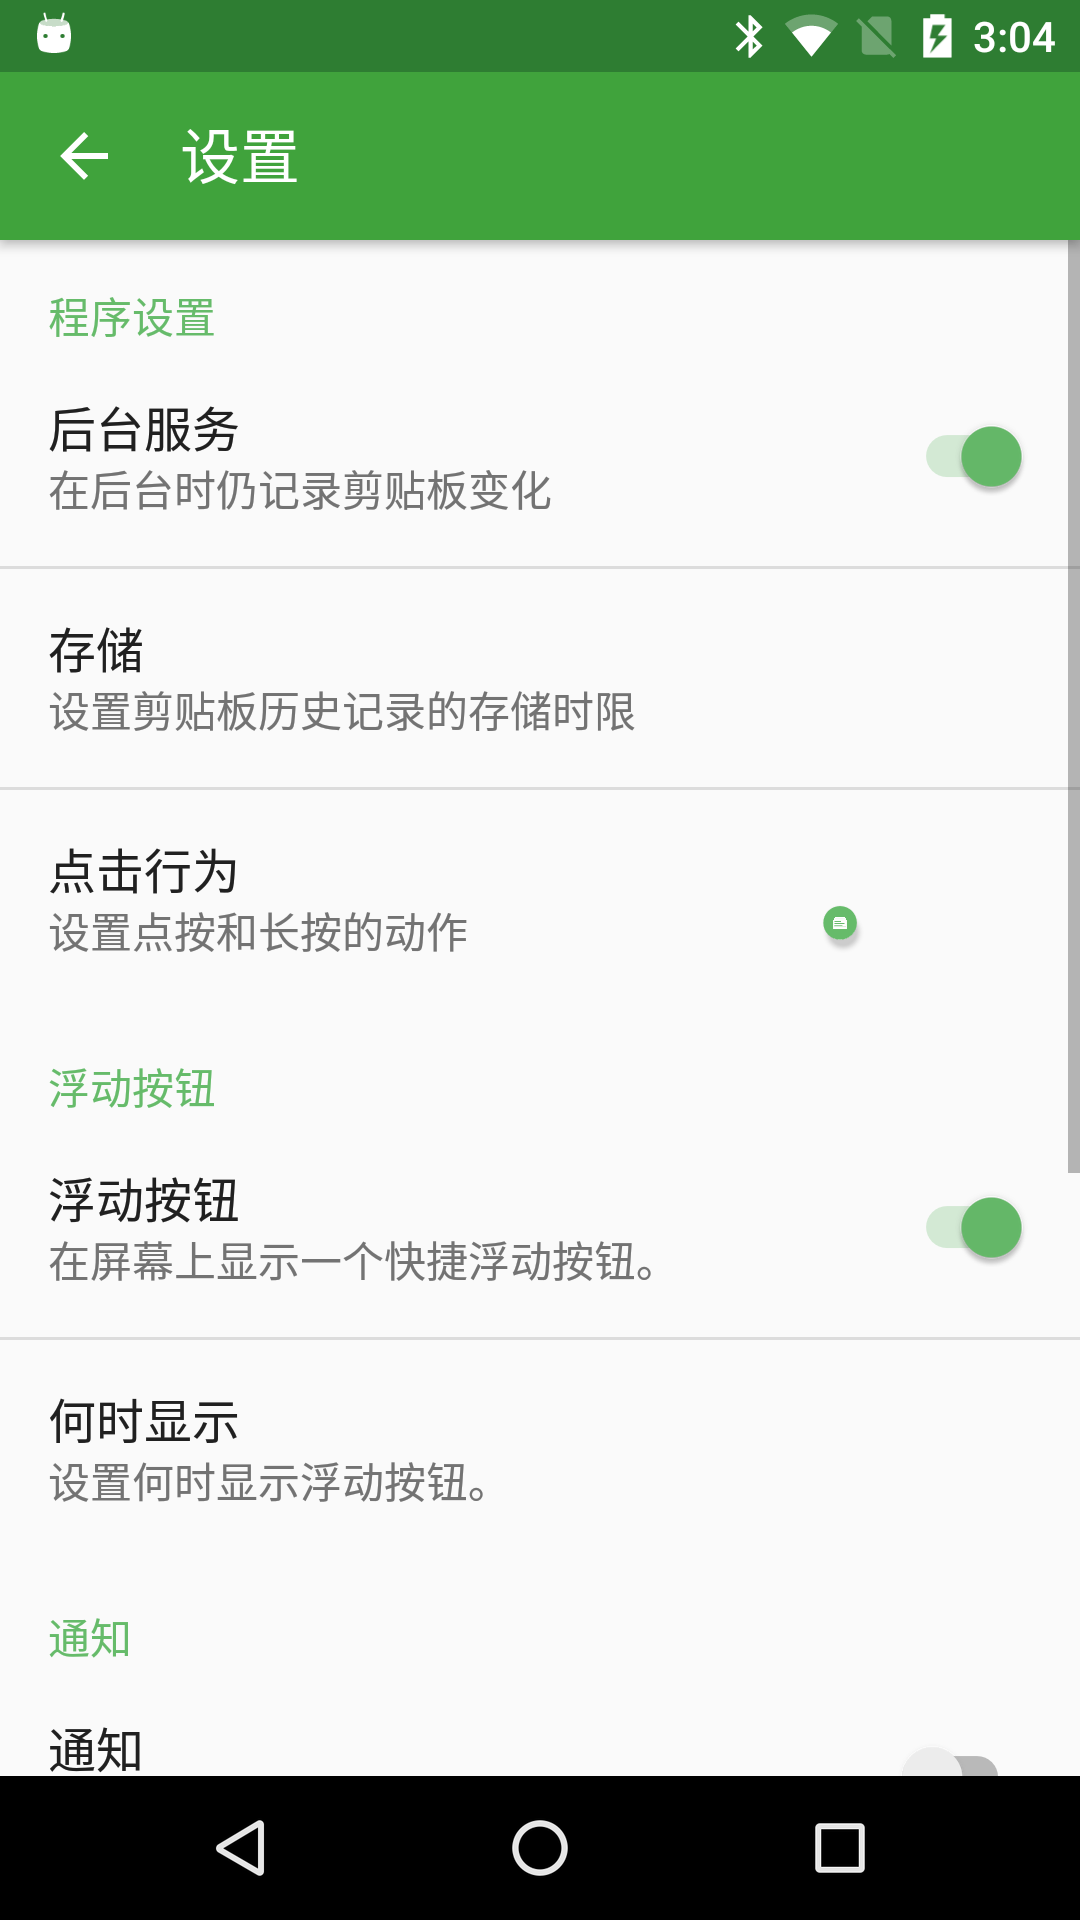 3:04
设置
程序设置
后台服务
在后台时仍记录剪贴板变化
存储
设置剪贴板历史记录的存储时限
点击行为
设置点按和长按的动作
浮动按钮
浮动按钮
在屏幕上显示一个快捷浮动按钮。
何时显示
设置何时显示浮动按钮。
通知
通知